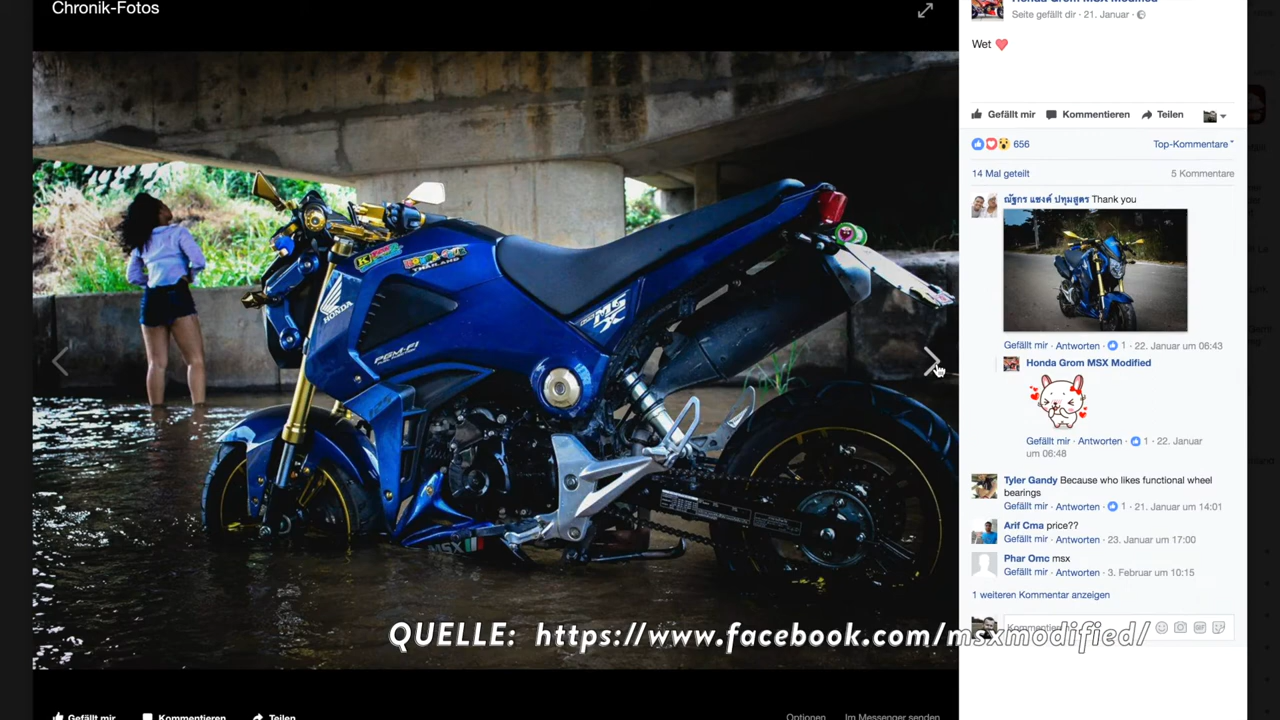 Chronik-Fotos
Honda Grom MSX Modified
Seite gefällt dir · 21. Januar ·
Wet
Gefällt mir Kommentieren Teilen
656 Top-Kommentare
14 Mal geteilt 5 Kommentare
ณัฐกร แซงค์ ปทุมสูตร Thank you
Gefällt mir · Antworten · 1 · 22. Januar um 06:43
Honda Grom MSX Modified
Gefällt mir · Antworten · 1 · 22. Januar
um 06:48
Tyler Gandy Because who likes functional wheel
bearings
Gefällt mir · Antworten · 1 · 21. Januar um 14:01
Arif Cma price??
Gefällt mir · Antworten · 23. Januar um 17:00
Phar Omc msx
Gefällt mir · Antworten · 3. Februar um 10:15
1 weiteren Kommentar anzeigen
Kommentier
THAILAND
HONDA
MSX
PGM-FI
MSX
QUELLE: https://www.facebook.com/msxmodified/
Gefällt mir Kommentieren Teilen Optionen Im Messenger senden